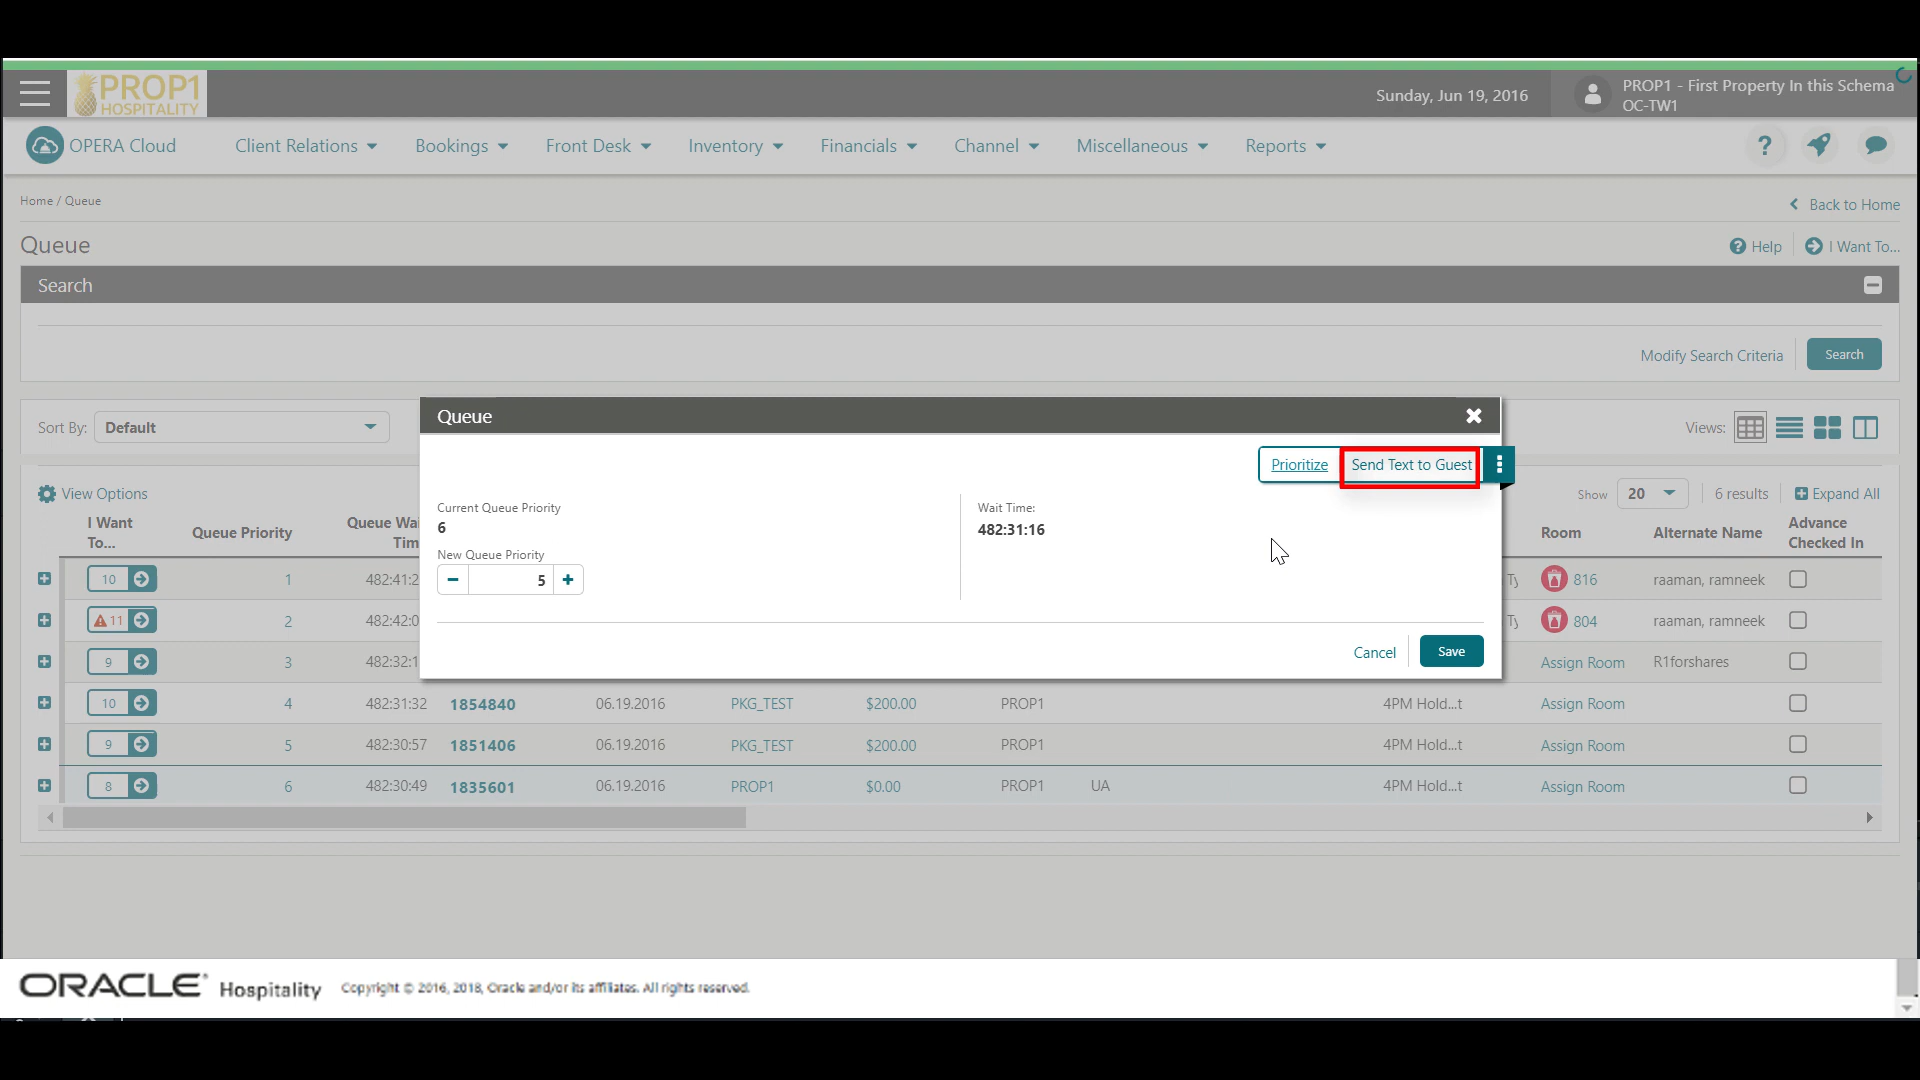 PROP1
HOSPITALITY
Sunday, Jun 19, 2016
PROP1 - First Property In this Schema
OC-TW1
OPERA Cloud
Client Relations
Bookings
Front Desk
Inventory
Financials
Channel
Miscellaneous
Reports
?
Home / Queue
Back to Home
Queue
Help
I Want To...
Search
Modify Search Criteria
Search
Sort By: Default
Views:
Queue
Prioritize
Send Text to Guest
Current Queue Priority
6
New Queue Priority
5
Wait Time:
482:31:16
Cancel
Save
View Options
Show 20
6 results
Expand All
I Want To... Queue Priority Queue Wai Tim Room Alternate Name Advance Checked In
10 1 482:41:2 816 raaman, ramneek
11 2 482:42:0 804 raaman, ramneek
9 3 482:32:1 Assign Room R1forshares
10 4 482:31:32 1854840 06.19.2016 PKG_TEST $200.00 PROP1 4PM Hold...t Assign Room
9 5 482:30:57 1851406 06.19.2016 PKG_TEST $200.00 PROP1 4PM Hold...t Assign Room
8 6 482:30:49 1835601 06.19.2016 PROP1 $0.00 PROP1 UA 4PM Hold...t Assign Room
ORACLE Hospitality Copyright © 2016, 2018, Oracle and/or its affiliates. All rights reserved.